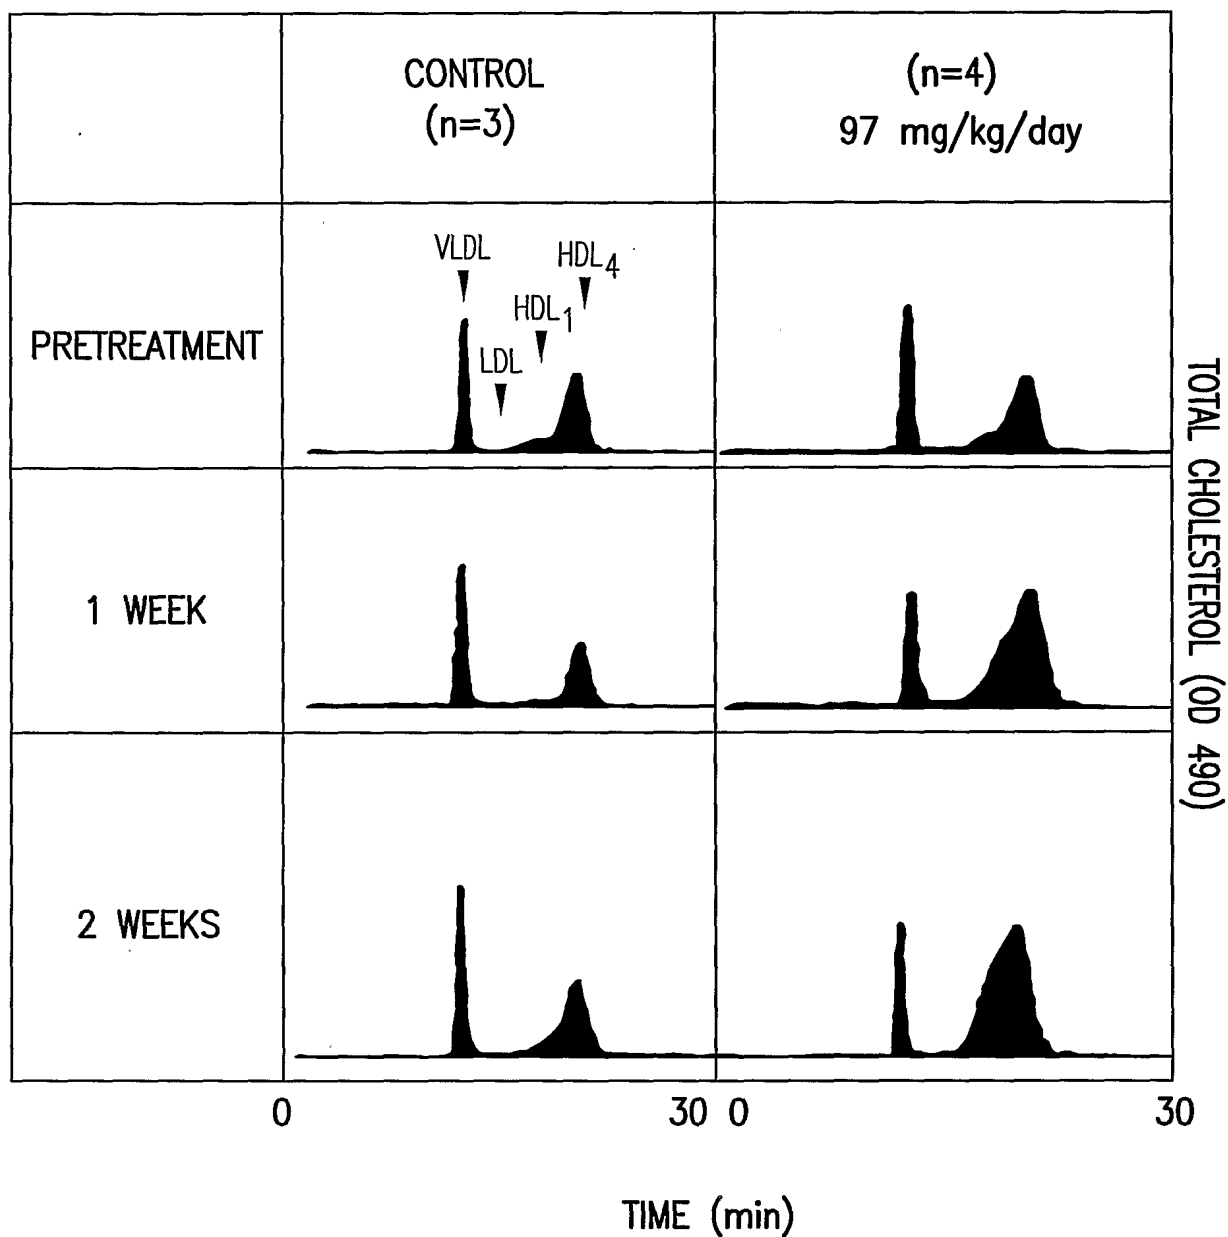 CONTROL
(n=3)
(n=4)
97 mg/kg/day
PRETREATMENT
VLDL
LDL
HDL1
HDL4
1 WEEK
2 WEEKS
TOTAL CHOLESTEROL (OD 490)
0
30
0
30
TIME (min)